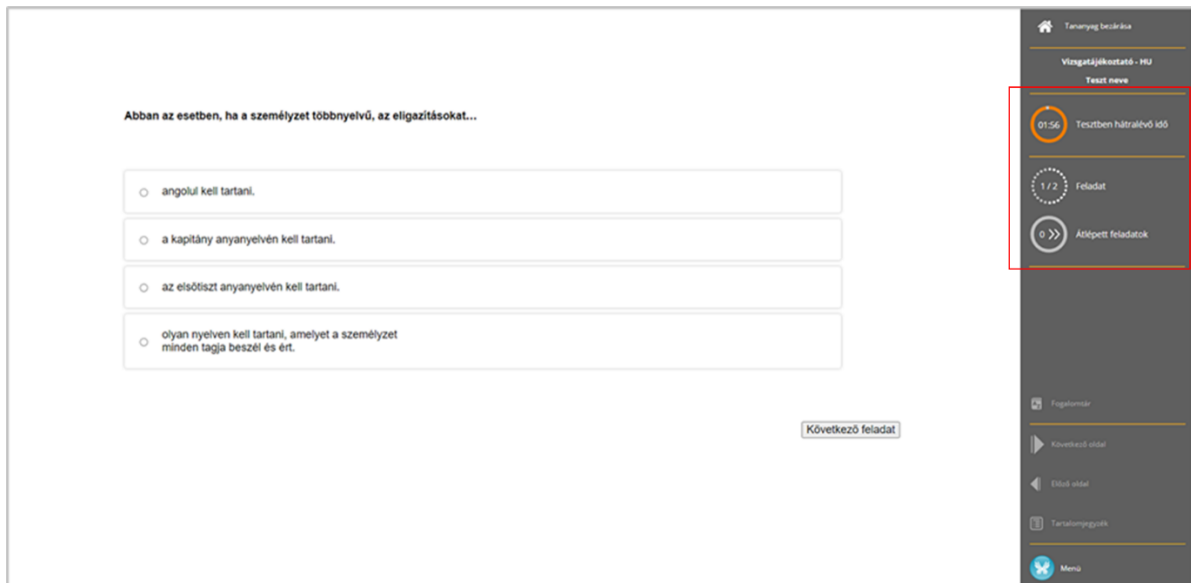 Abban az esetben, ha a személyzet többnyelvű, az eligazításokat...
angolul kell tartani.
a kapitány anyanyelvén kell tartani.
az elsőtiszt anyanyelvén kell tartani.
olyan nyelven kell tartani, amelyet a személyzet
minden tagja beszél és ért.
Következő feladat
Tananyag bezárása
Vizsgatájékoztató - HU
Teszt neve
01:56 Tesztben hátralévő idő
1 / 2 Feladat
0 >> Átlépett feladatok
Fogalomtár
Következő oldal
Előző oldal
Tartalomjegyzék
Menü